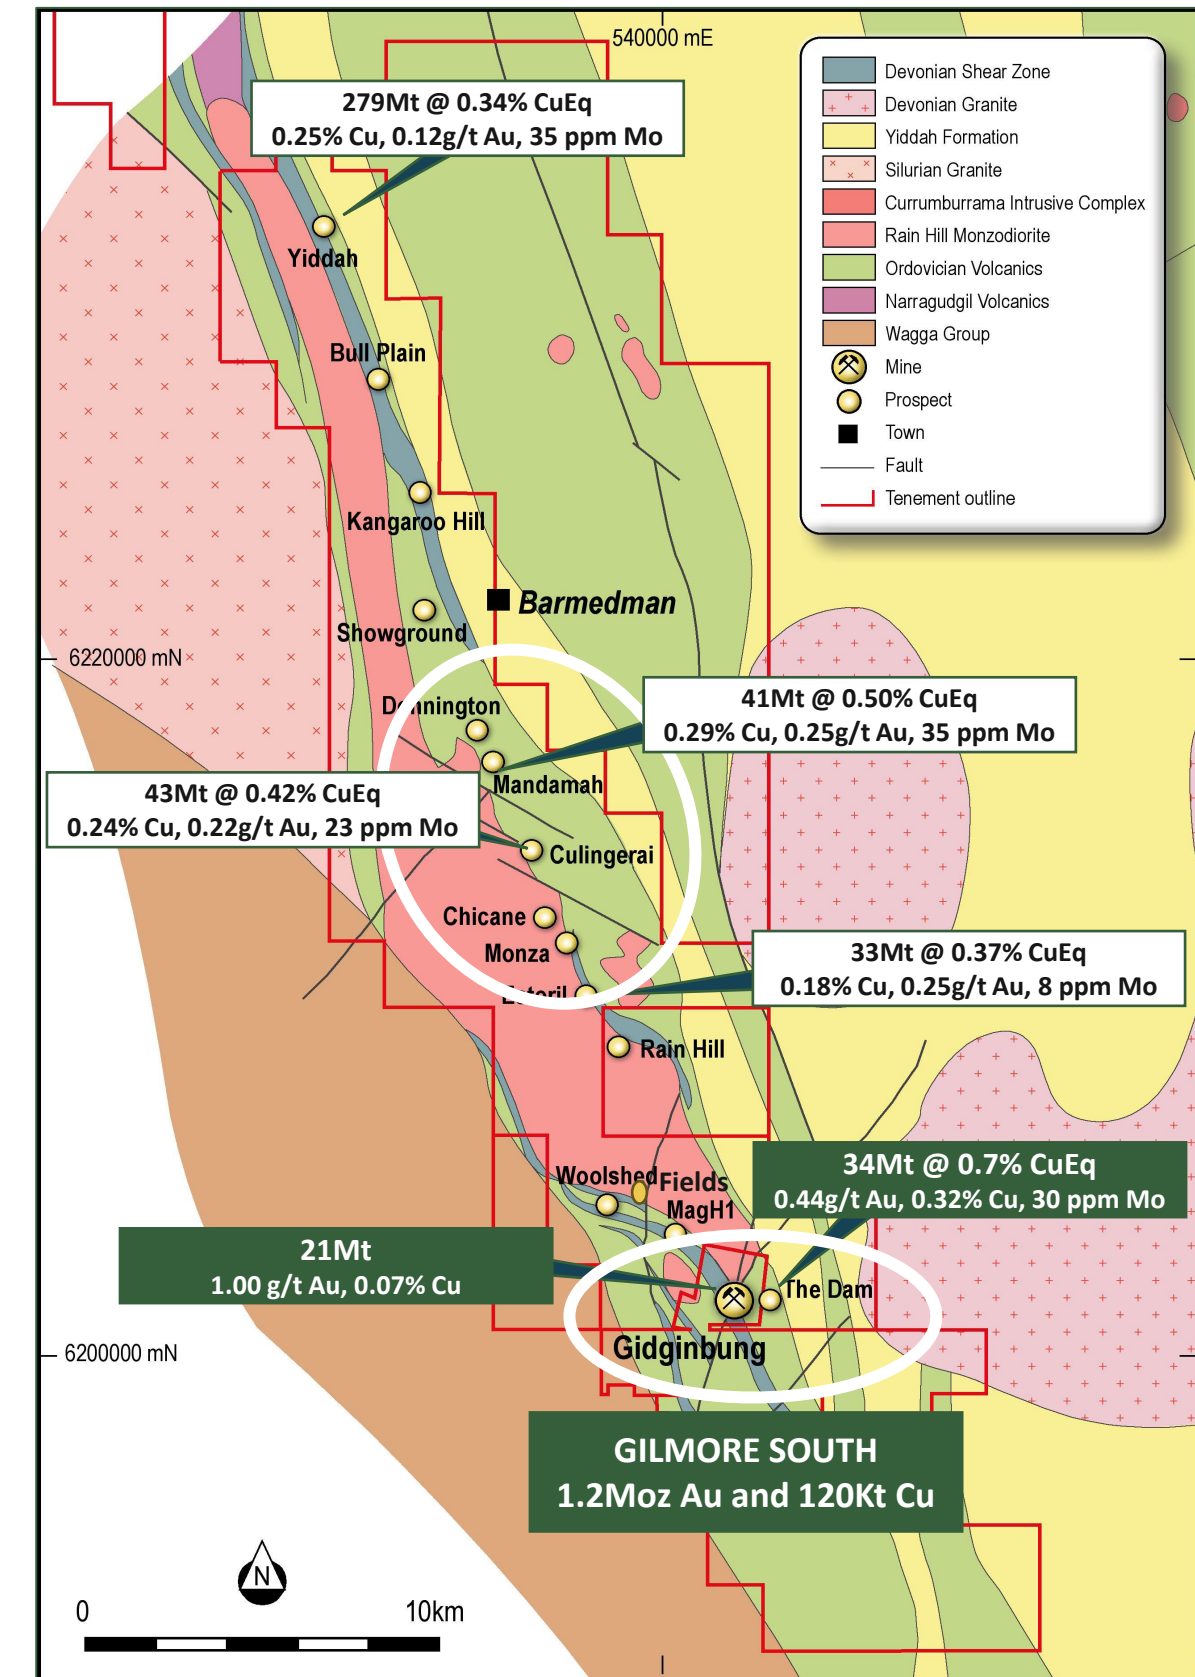 540000 mE
279Mt @ 0.34% CuEq
0.25% Cu, 0.12g/t Au, 35 ppm Mo
Devonian Shear Zone
Devonian Granite
Yiddah Formation
Silurian Granite
Currumburrama Intrusive Complex
Rain Hill Monzodiorite
Ordovician Volcanics
Narragudgil Volcanics
Wagga Group
Mine
Prospect
Town
Fault
Tenement outline
Yiddah
Bull Plain
Kangaroo Hill
Barmedman
Showground
6220000 mN
Dennington
41Mt @ 0.50% CuEq
0.29% Cu, 0.25g/t Au, 35 ppm Mo
Mandamah
43Mt @ 0.42% CuEq
0.24% Cu, 0.22g/t Au, 23 ppm Mo
Culingerai
Chicane
Monza
33Mt @ 0.37% CuEq
0.18% Cu, 0.25g/t Au, 8 ppm Mo
Estoril
Rain Hill
34Mt @ 0.7% CuEq
0.44g/t Au, 0.32% Cu, 30 ppm Mo
Woolshed
Fields
MagH1
21Mt
1.00 g/t Au, 0.07% Cu
The Dam
Gidginbung
6200000 mN
GILMORE SOUTH
1.2Moz Au and 120Kt Cu
N
0 10km